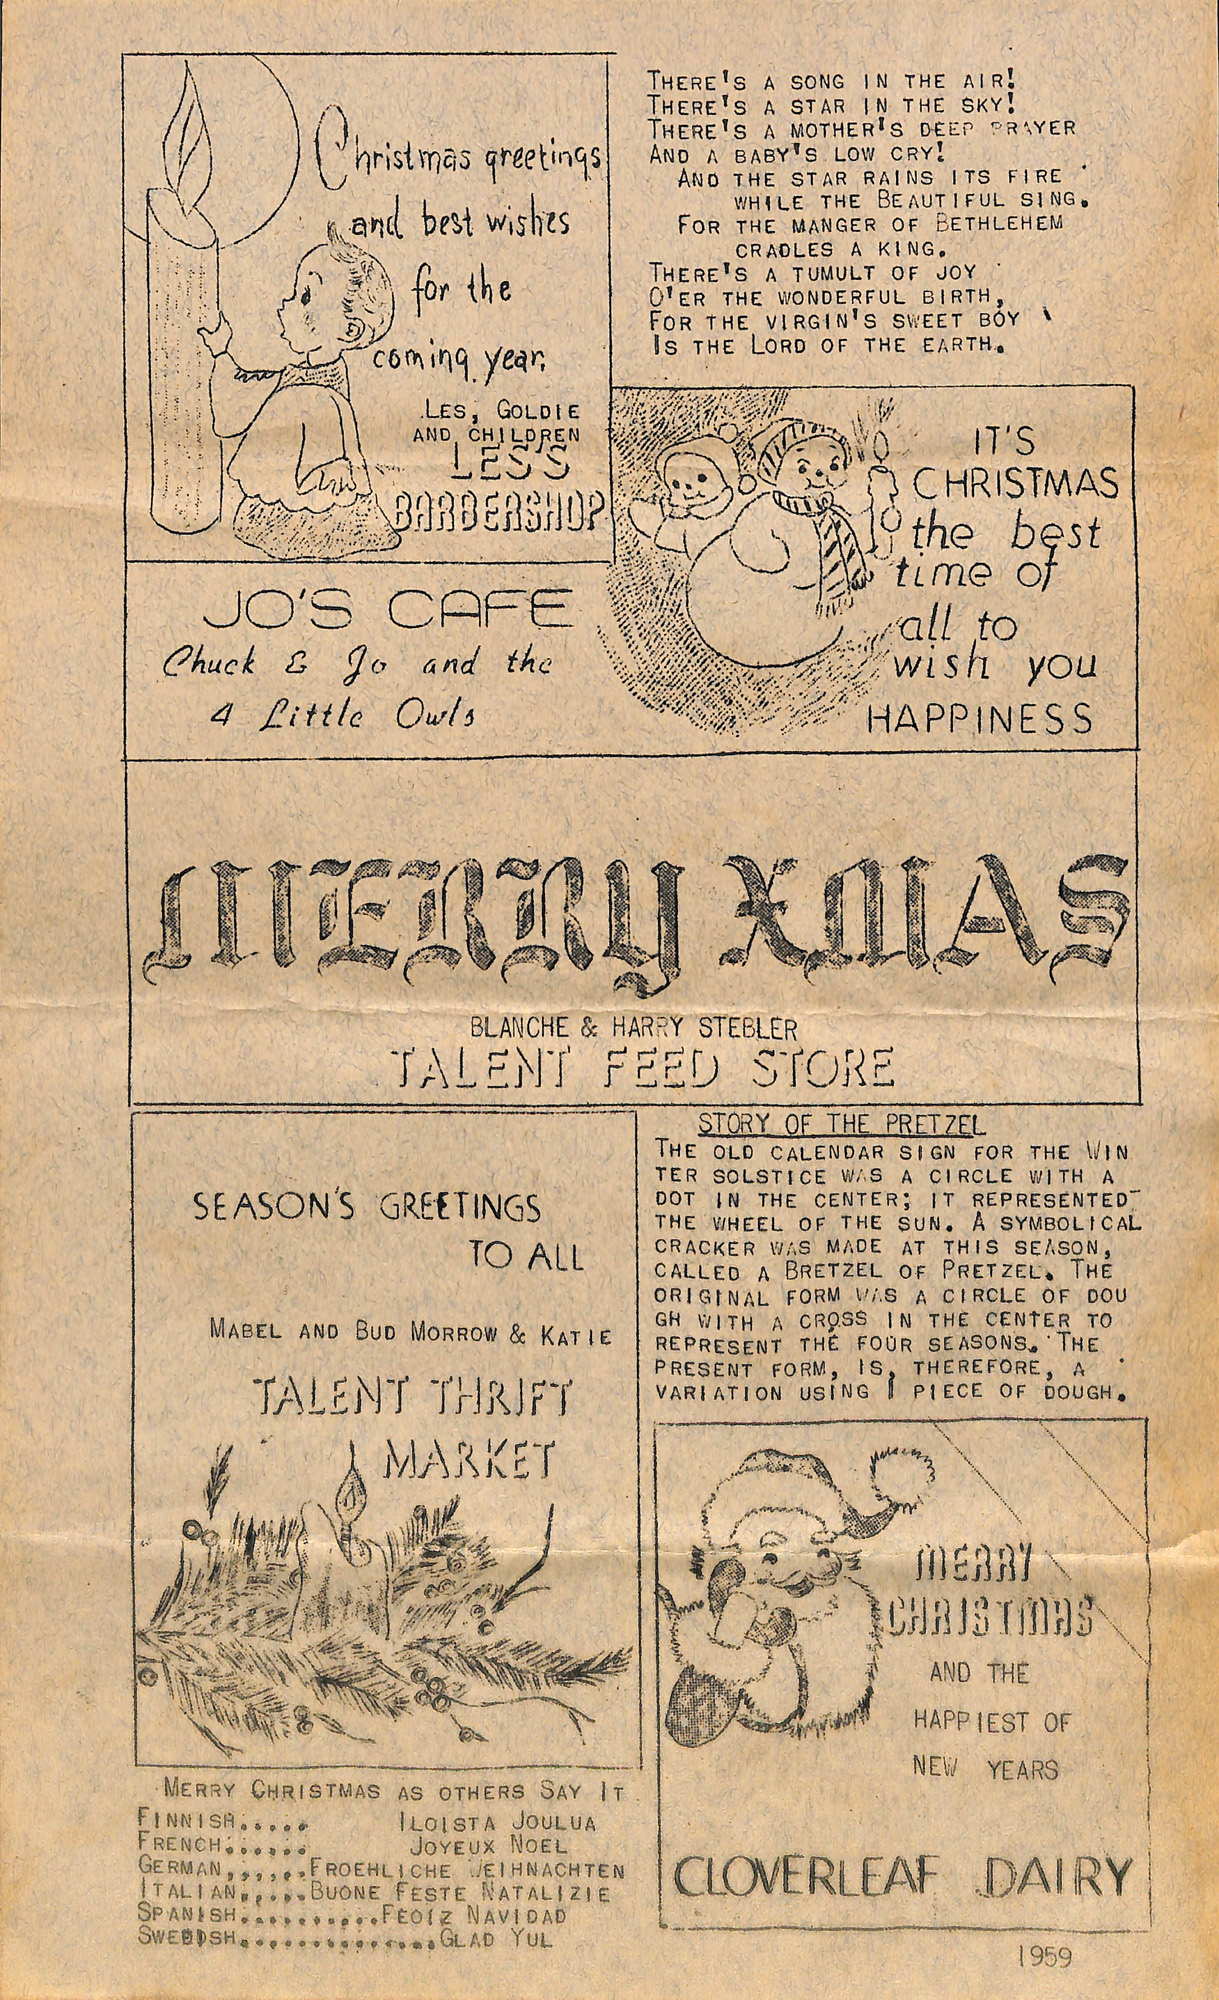 Christmas greetings
and best wishes
for the
coming year.
LES, GOLDIE
AND CHILDREN
LES'S
BARBERSHOP
THERE'S A SONG IN THE AIR!
THERE'S A STAR IN THE SKY!
THERE'S A MOTHER'S DEEP PRAYER
AND A BABY'S LOW CRY!
AND THE STAR RAINS ITS FIRE
WHILE THE BEAUTIFUL SING.
FOR THE MANGER OF BETHLEHEM
CRADLES A KING.
THERE'S A TUMULT OF JOY
O'ER THE WONDERFUL BIRTH,
FOR THE VIRGIN'S SWEET BOY
IS THE LORD OF THE EARTH.
JO'S CAFE
Chuck & Jo and the
4 Little Owls
IT'S
CHRISTMAS
the best
time of
all to
wish you
HAPPINESS
MERRY XMAS
BLANCHE & HARRY STEBLER
TALENT FEED STORE
SEASON'S GREETINGS
TO ALL
MABEL AND BUD MORROW & KATIE
TALENT THRIFT
MARKET
STORY OF THE PRETZEL
THE OLD CALENDAR SIGN FOR THE WIN
TER SOLSTICE WAS A CIRCLE WITH A
DOT IN THE CENTER; IT REPRESENTED
THE WHEEL OF THE SUN. A SYMBOLICAL
CRACKER WAS MADE AT THIS SEASON,
CALLED A BRETZEL OF PRETZEL. THE
ORIGINAL FORM WAS A CIRCLE OF DOU
GH WITH A CROSS IN THE CENTER TO
REPRESENT THE FOUR SEASONS. THE
PRESENT FORM, IS, THEREFORE, A
VARIATION USING 1 PIECE OF DOUGH.
MERRY
CHRISTMAS
AND THE
HAPPIEST OF
NEW YEARS
CLOVERLEAF DAIRY
MERRY CHRISTMAS AS OTHERS SAY IT
FINNISH..... ILOISTA JOULUA
FRENCH...... JOYEUX NOEL
GERMAN,,,,,.FROEHLICHE WEIHNACHTEN
ITALIAN.,...BUONE FESTE NATALIZIE
SPANISH..........FEOIZ NAVIDAD
SWEDISH..............GLAD YUL
1959